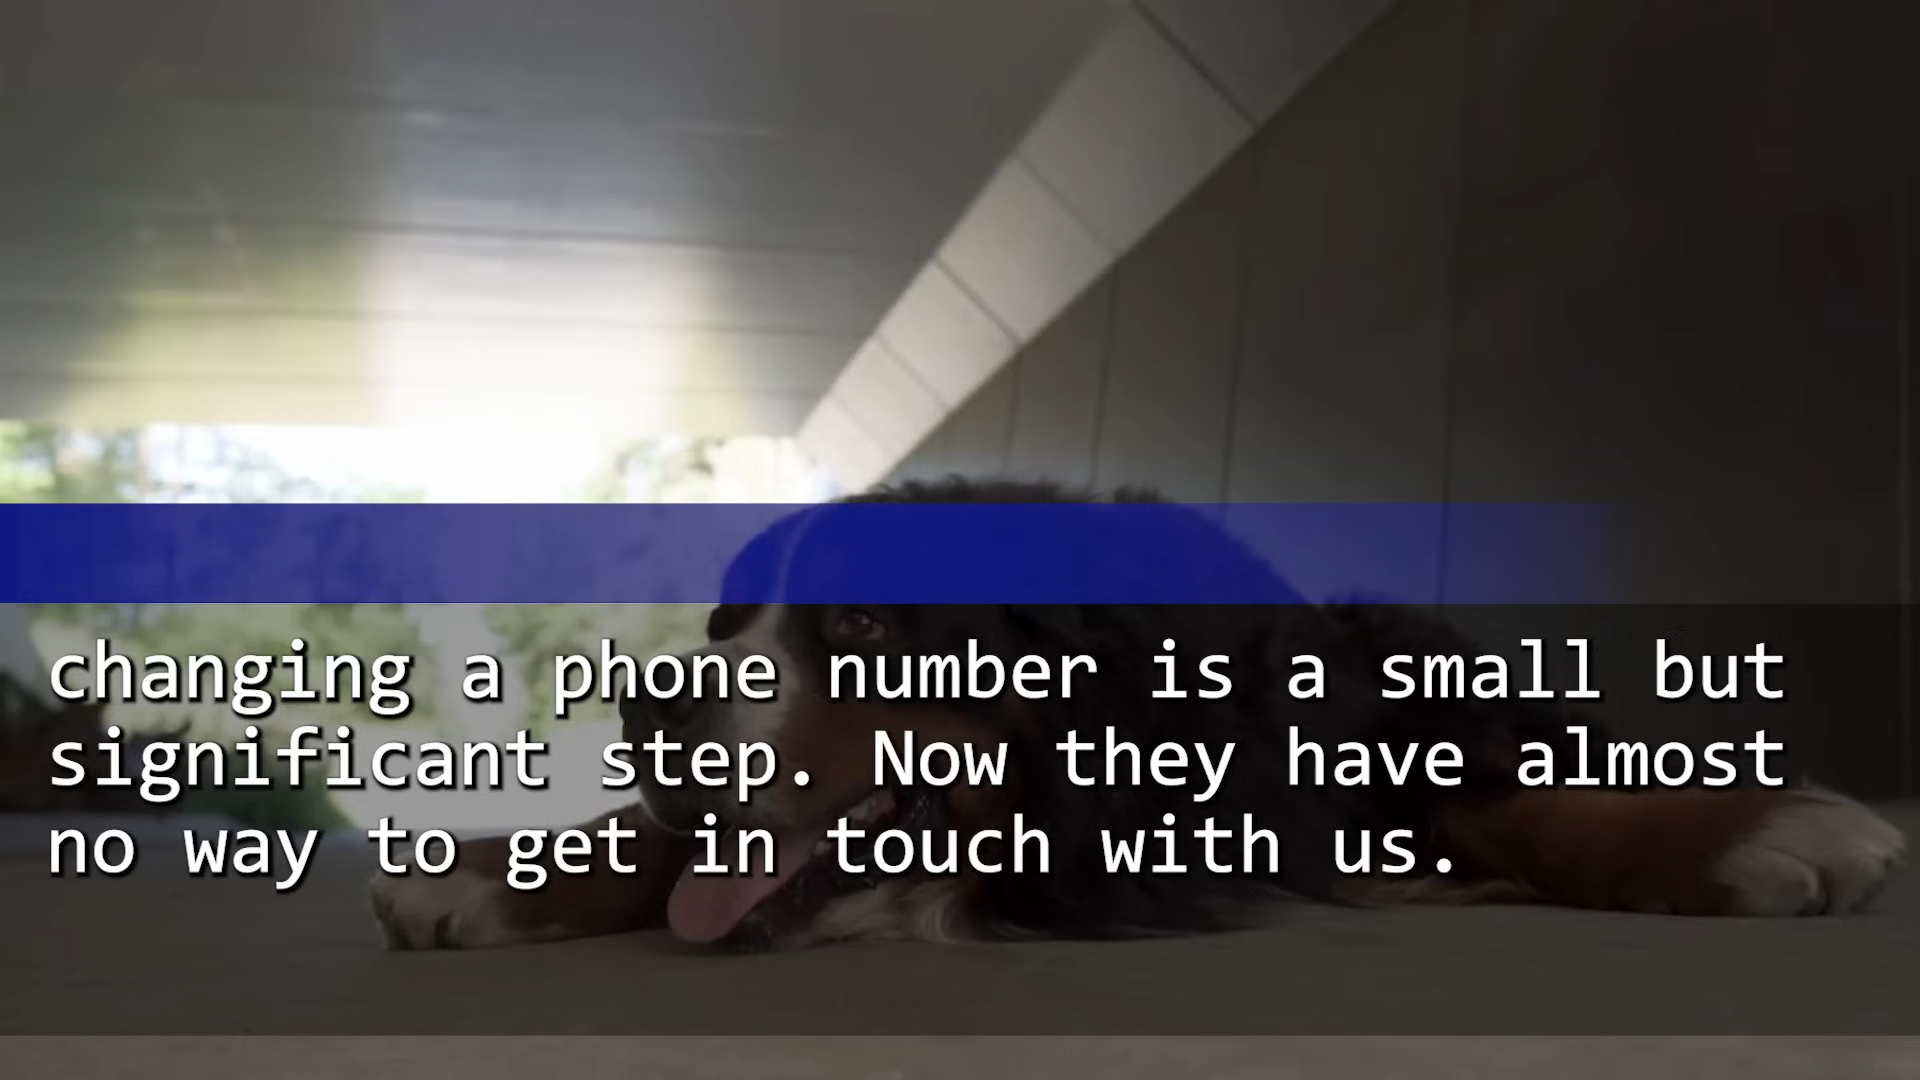 changing a phone number is a small but
significant step. Now they have almost
no way to get in touch with us.